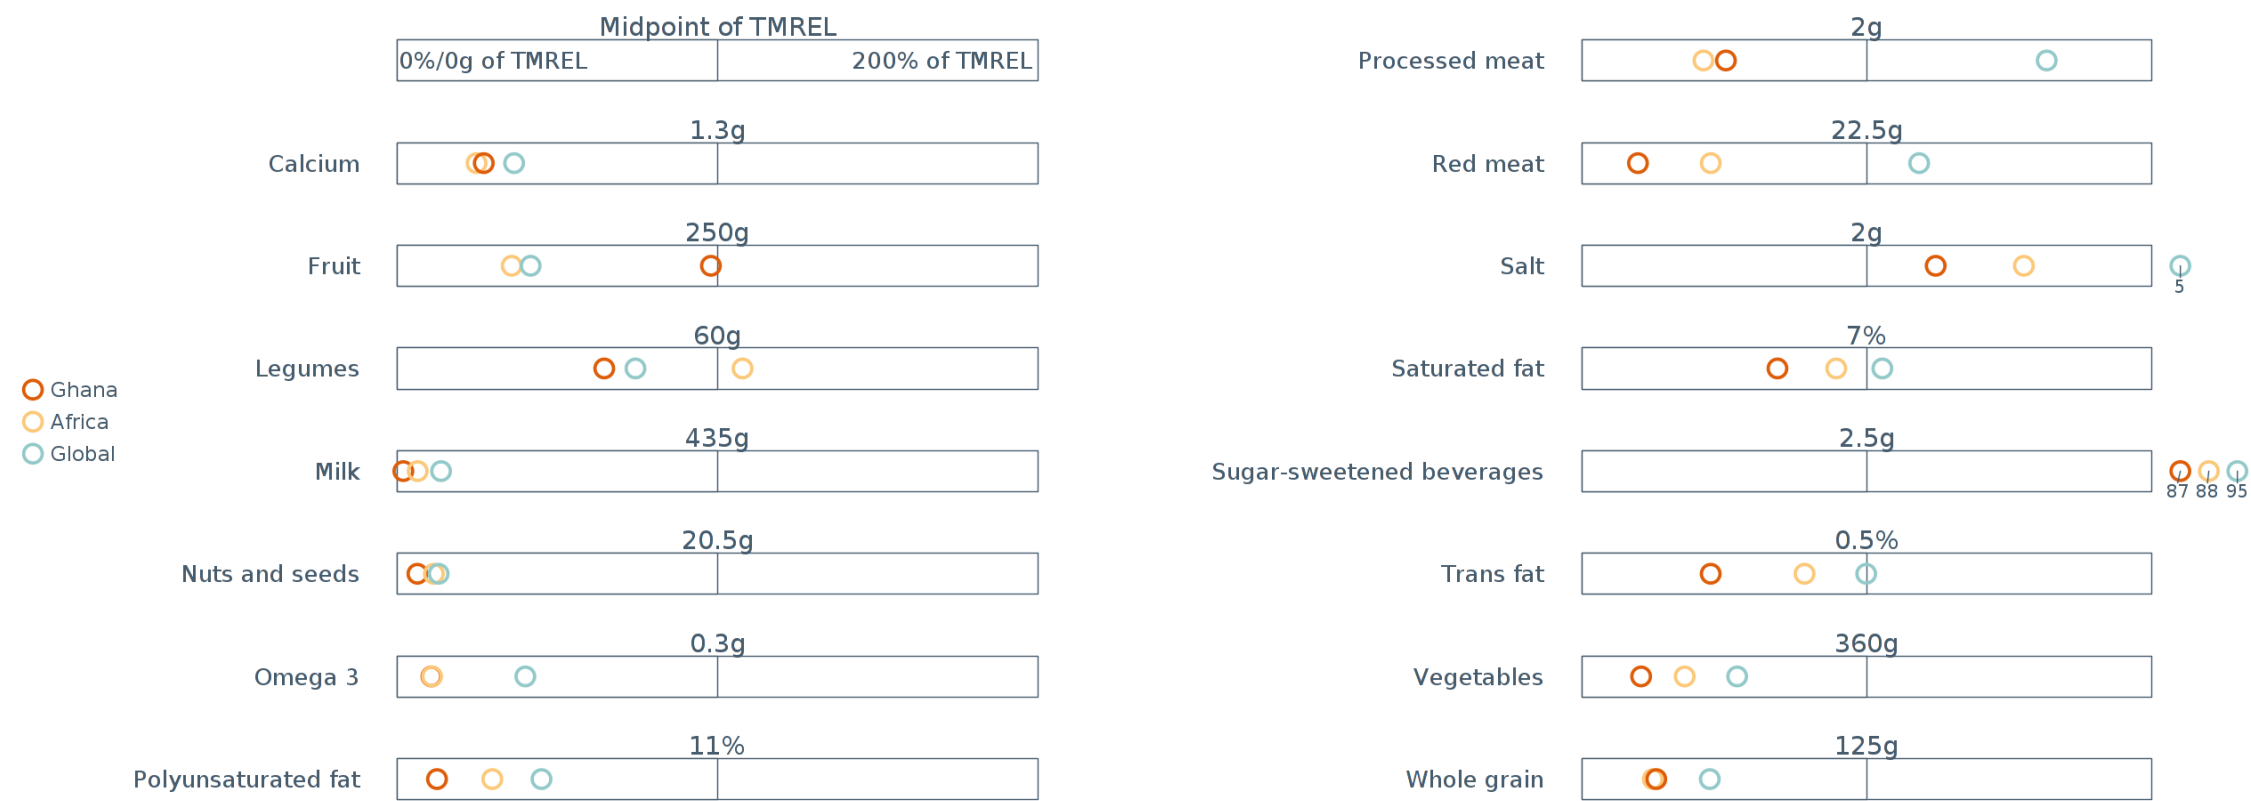 Midpoint of TMREL
0%/0g of TMREL 200% of TMREL
1.3g
Calcium
250g
Fruit
60g
Legumes
435g
Milk
20.5g
Nuts and seeds
0.3g
Omega 3
11%
Polyunsaturated fat
Ghana
Africa
Global
2g
Processed meat
22.5g
Red meat
2g
Salt
5
7%
Saturated fat
2.5g
Sugar-sweetened beverages
87 88 95
0.5%
Trans fat
360g
Vegetables
125g
Whole grain